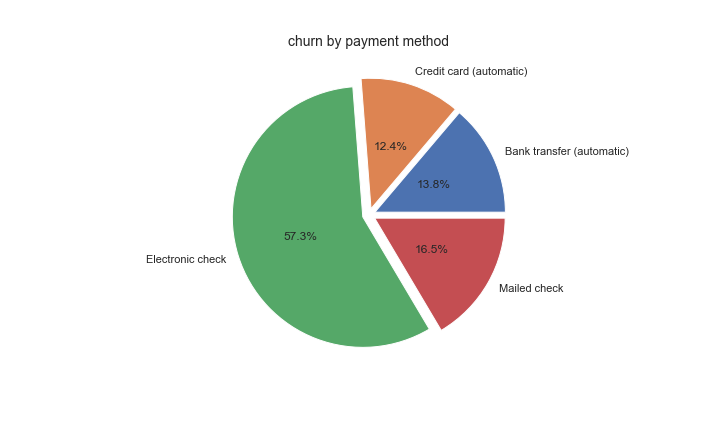 churn by payment method
Credit card (automatic)
12.4%
Bank transfer (automatic)
13.8%
57.3%
Electronic check
16.5%
Mailed check